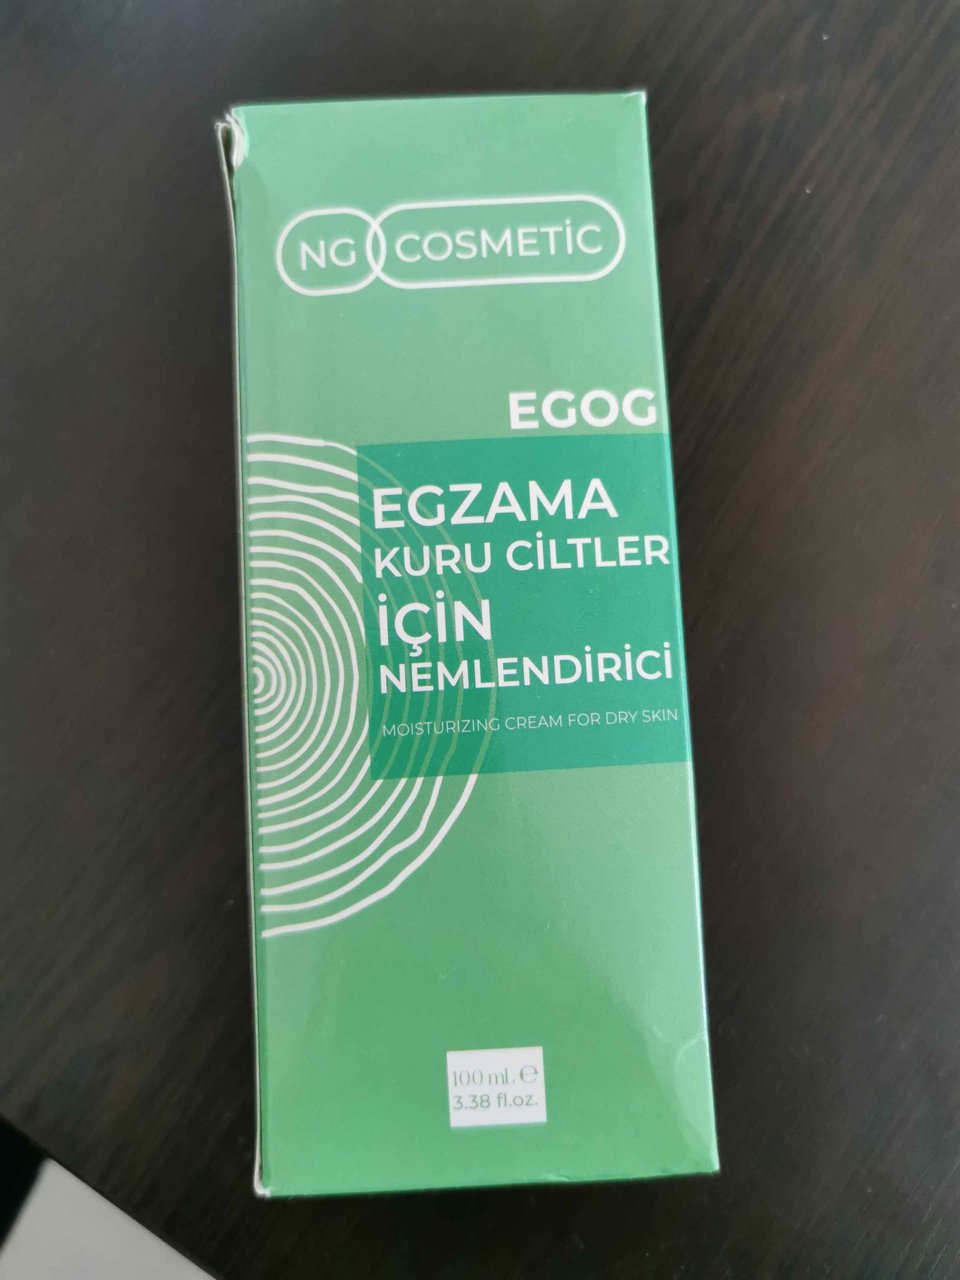 NG COSMETİC
EGOG
EGZAMA
KURU CİLTLER
İÇİN
NEMLENDİRİCİ
MOISTURIZING CREAM FOR DRY SKIN
100 mL ℮
3.38 fl.oz.